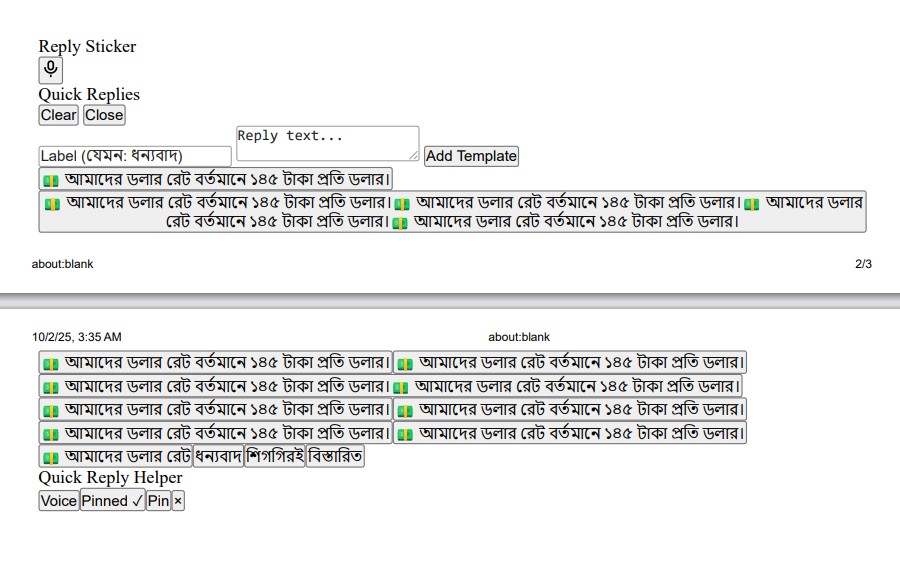 Reply Sticker
Quick Replies
Clear Close
Reply text...
Label (যেমন: ধন্যবাদ) Add Template
💵 আমাদের ডলার রেট বর্তমানে ১৪৫ টাকা প্রতি ডলার।
💵 আমাদের ডলার রেট বর্তমানে ১৪৫ টাকা প্রতি ডলার।💵 আমাদের ডলার রেট বর্তমানে ১৪৫ টাকা প্রতি ডলার।💵 আমাদের ডলার
রেট বর্তমানে ১৪৫ টাকা প্রতি ডলার।💵 আমাদের ডলার রেট বর্তমানে ১৪৫ টাকা প্রতি ডলার।
about:blank 2/3
10/2/25, 3:35 AM about:blank
💵 আমাদের ডলার রেট বর্তমানে ১৪৫ টাকা প্রতি ডলার। 💵 আমাদের ডলার রেট বর্তমানে ১৪৫ টাকা প্রতি ডলার।
💵 আমাদের ডলার রেট বর্তমানে ১৪৫ টাকা প্রতি ডলার।💵 আমাদের ডলার রেট বর্তমানে ১৪৫ টাকা প্রতি ডলার।
💵 আমাদের ডলার রেট বর্তমানে ১৪৫ টাকা প্রতি ডলার। 💵 আমাদের ডলার রেট বর্তমানে ১৪৫ টাকা প্রতি ডলার।
💵 আমাদের ডলার রেট বর্তমানে ১৪৫ টাকা প্রতি ডলার। 💵 আমাদের ডলার রেট বর্তমানে ১৪৫ টাকা প্রতি ডলার।
💵 আমাদের ডলার রেট ধন্যবাদ শিগগিরই বিস্তারিত
Quick Reply Helper
Voice Pinned ✓ Pin ×